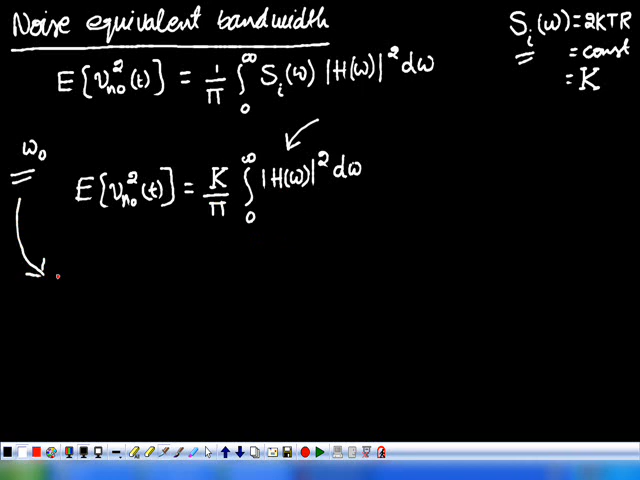 Noise equivalent bandwidth
Sᵢ(ω) = 2KTR
= const
= K
E{v²ₙₒ(t)} = 1/π ∫₀^∞ Sᵢ(ω) |H(ω)|² dω
ω₀
E{v²ₙₒ(t)} = K/π ∫₀^∞ |H(ω)|² dω